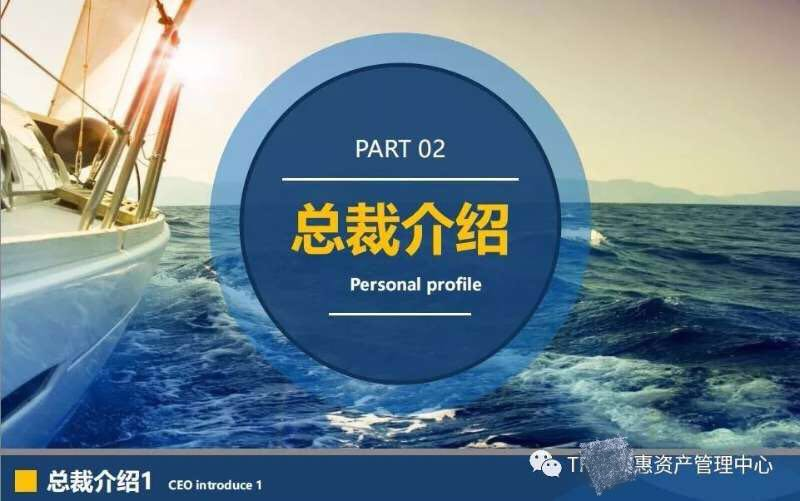 PART 02
总裁介绍
Personal profile
总裁介绍1
CEO introduce 1
惠资产管理中心